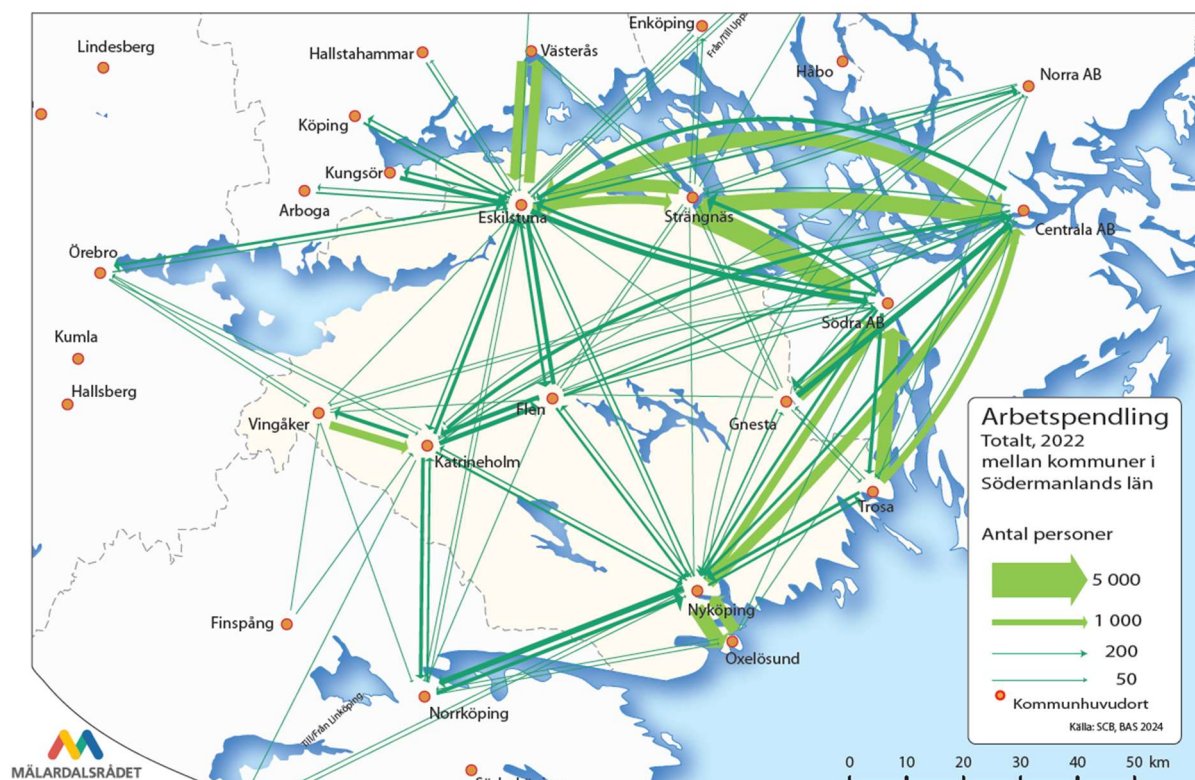 Lindesberg
Hallstahammar
Västerås
Enköping
Från/Till Upps
Håbo
Norra AB
Köping
Kungsör
Arboga
Eskilstuna
Strängnäs
Centrala AB
Örebro
Södra AB
Kumla
Hallsberg
Vingåker
Flen
Gnesta
Katrineholm
Trosa
Finspång
Nyköping
Oxelösund
Till/Från Linköping
Norrköping
Arbetspendling
Totalt, 2022
mellan kommuner i
Södermanlands län
Antal personer
5 000
1 000
200
50
Kommunhuvudort
Källa: SCB, BAS 2024
MÄLARDALSRÅDET
0 10 20 30 40 50 km